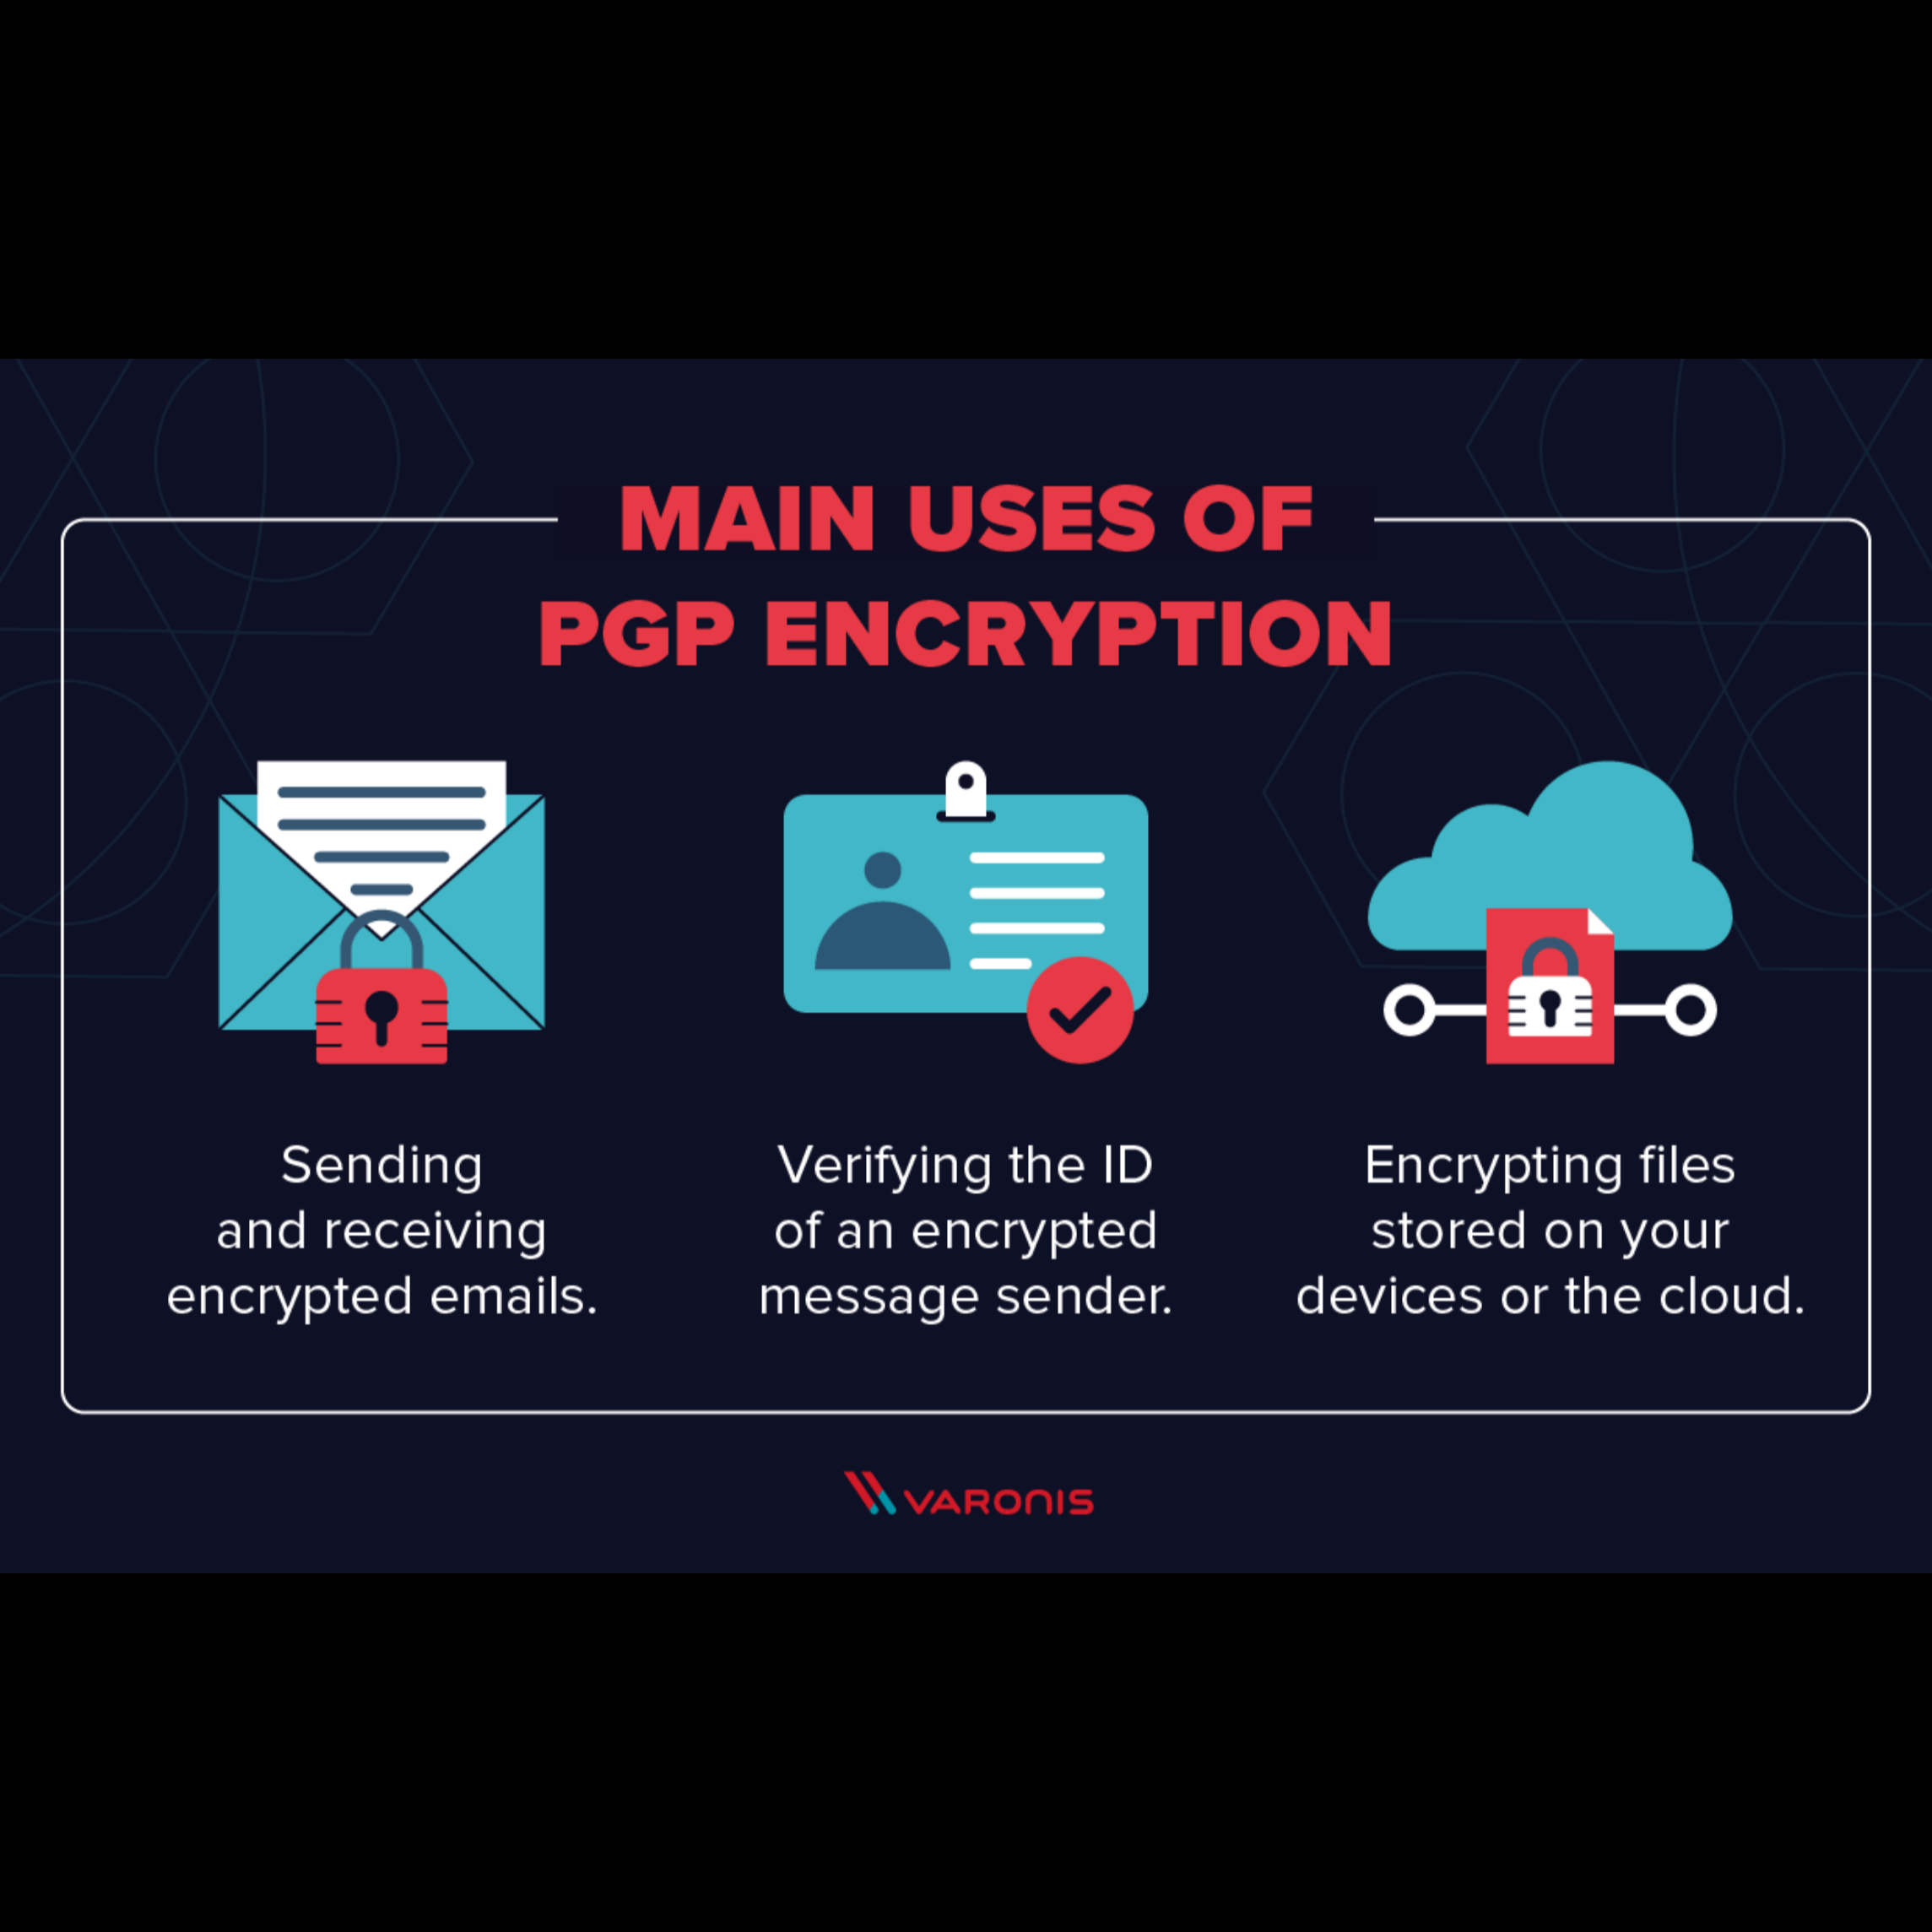 MAIN USES OF
PGP ENCRYPTION
Sending
and receiving
encrypted emails.
Verifying the ID
of an encrypted
message sender.
Encrypting files
stored on your
devices or the cloud.
VARONIS